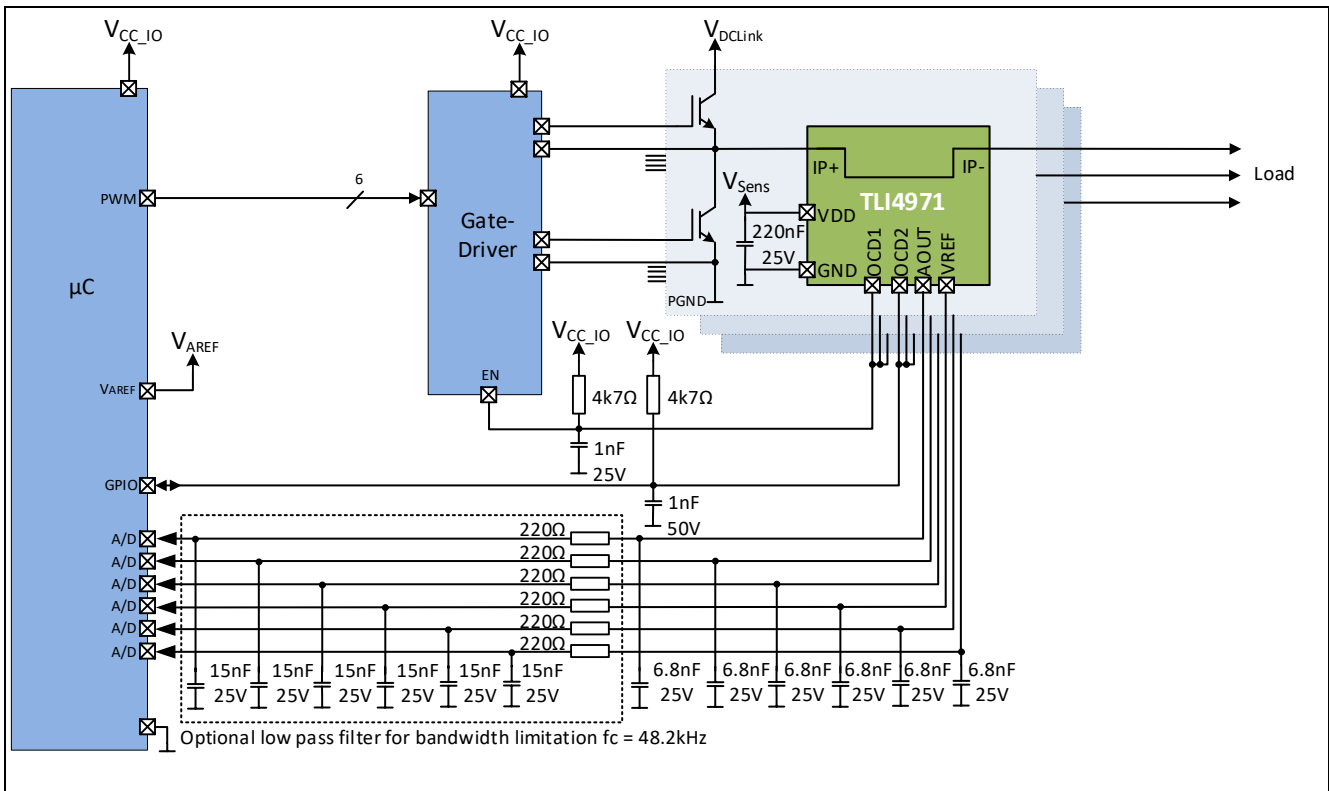 VCC_IO
VCC_IO
VDCLink
µC
PWM
6
Gate-
Driver
EN
VAREF
VAREF
GPIO
A/D
A/D
A/D
A/D
A/D
A/D
VSens
220nF
25V
PGND
IP+
IP-
TLI4971
VDD
GND
OCD1
OCD2
AOUT
VREF
Load
VCC_IO
VCC_IO
4k7Ω
4k7Ω
1nF
25V
1nF
50V
220Ω
220Ω
220Ω
220Ω
220Ω
220Ω
15nF 15nF 15nF 15nF 15nF 15nF 6.8nF 6.8nF 6.8nF 6.8nF 6.8nF 6.8nF
25V 25V 25V 25V 25V 25V 25V 25V 25V 25V 25V 25V
Optional low pass filter for bandwidth limitation fc = 48.2kHz